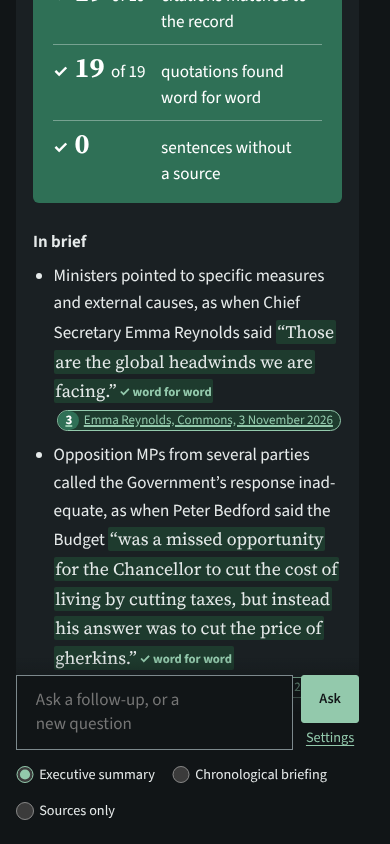 the record
✓ 19 of 19 quotations found
word for word
✓ 0 sentences without
a source
In brief
• Ministers pointed to specific measures
and external causes, as when Chief
Secretary Emma Reynolds said “Those
are the global headwinds we are
facing.” ✓ word for word
3 Emma Reynolds, Commons, 3 November 2026
• Opposition MPs from several parties
called the Government’s response inad-
equate, as when Peter Bedford said the
Budget “was a missed opportunity
for the Chancellor to cut the cost of
living by cutting taxes, but instead
his answer was to cut the price of
gherkins.” ✓ word for word
Ask a follow-up, or a
new question
Ask
Settings
Executive summary Chronological briefing
Sources only